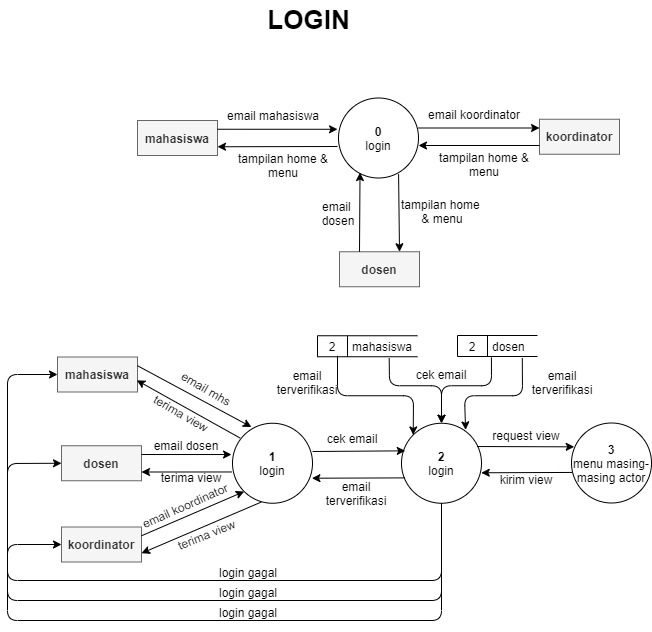 LOGIN
email mahasiswa
email koordinator
0
login
mahasiswa
koordinator
tampilan home &
menu
tampilan home &
menu
email
dosen
tampilan home
& menu
dosen
2
mahasiswa
2
dosen
mahasiswa
email
terverifikasi
cek email
email
terverifikasi
email mhs
terima view
email dosen
dosen
terima view
1
login
cek email
email
terverifikasi
2
login
request view
kirim view
3
menu masing-
masing actor
email koordinator
koordinator
terima view
login gagal
login gagal
login gagal